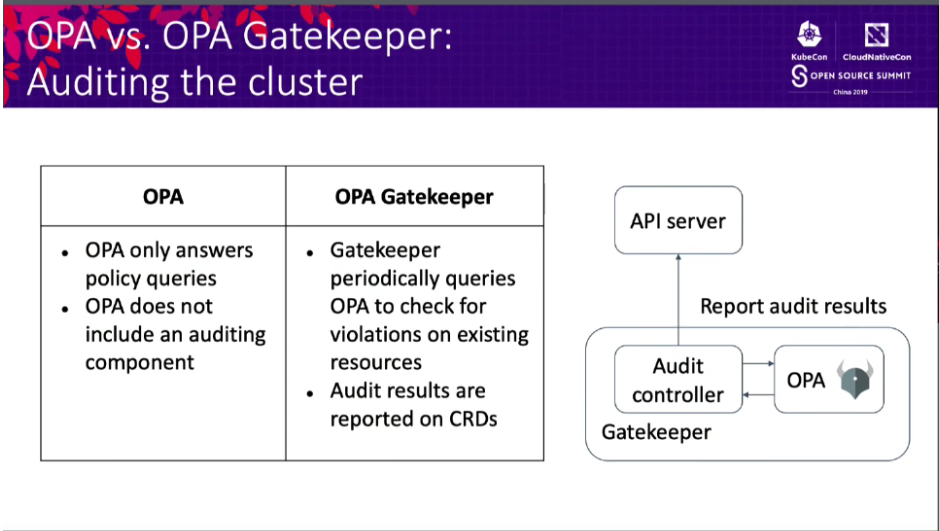 OPA vs. OPA Gatekeeper:
Auditing the cluster
KubeCon
CloudNativeCon
OPEN SOURCE SUMMIT
China 2019
OPA
OPA Gatekeeper
• OPA only answers
policy queries
• OPA does not
include an auditing
component
• Gatekeeper
periodically queries
OPA to check for
violations on existing
resources
• Audit results are
reported on CRDs
API server
Report audit results
Audit
controller
OPA
Gatekeeper